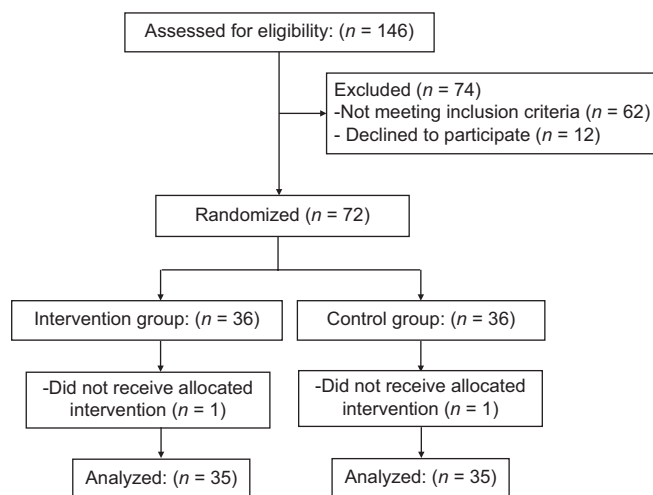 Assessed for eligibility: (n = 146)
Excluded (n = 74)
-Not meeting inclusion criteria (n = 62)
- Declined to participate (n = 12)
Randomized (n = 72)
Intervention group: (n = 36)
Control group: (n = 36)
-Did not receive allocated
intervention (n = 1)
-Did not receive allocated
intervention (n = 1)
Analyzed: (n = 35)
Analyzed: (n = 35)